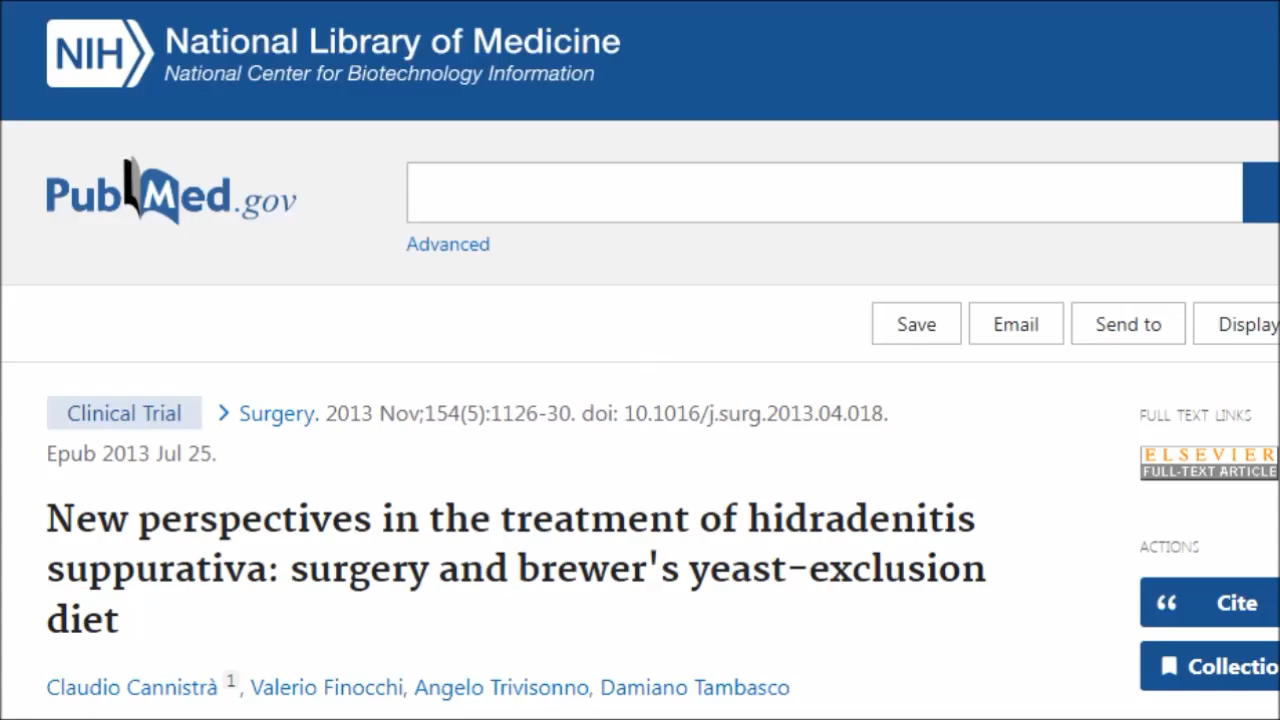 NIH National Library of Medicine
National Center for Biotechnology Information
PubMed.gov
Advanced
Save Email Send to Display
Clinical Trial > Surgery. 2013 Nov;154(5):1126-30. doi: 10.1016/j.surg.2013.04.018.
Epub 2013 Jul 25.
FULL TEXT LINKS
ELSEVIER
FULL-TEXT ARTICLE
New perspectives in the treatment of hidradenitis
suppurativa: surgery and brewer's yeast-exclusion
diet
ACTIONS
Cite
Collectio
Claudio Cannistrà 1, Valerio Finocchi, Angelo Trivisonno, Damiano Tambasco